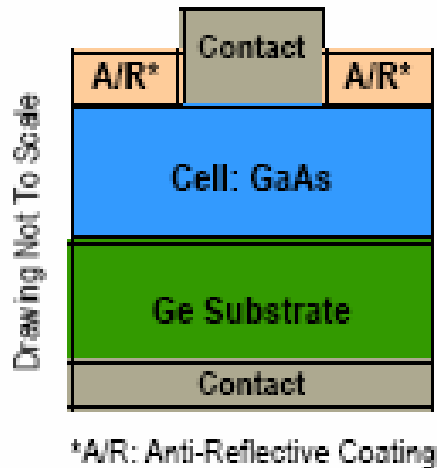 Contact
A/R* A/R*
Cell: GaAs
Ge Substrate
Contact
Drawing Not To Scale
*A/R: Anti-Reflective Coating